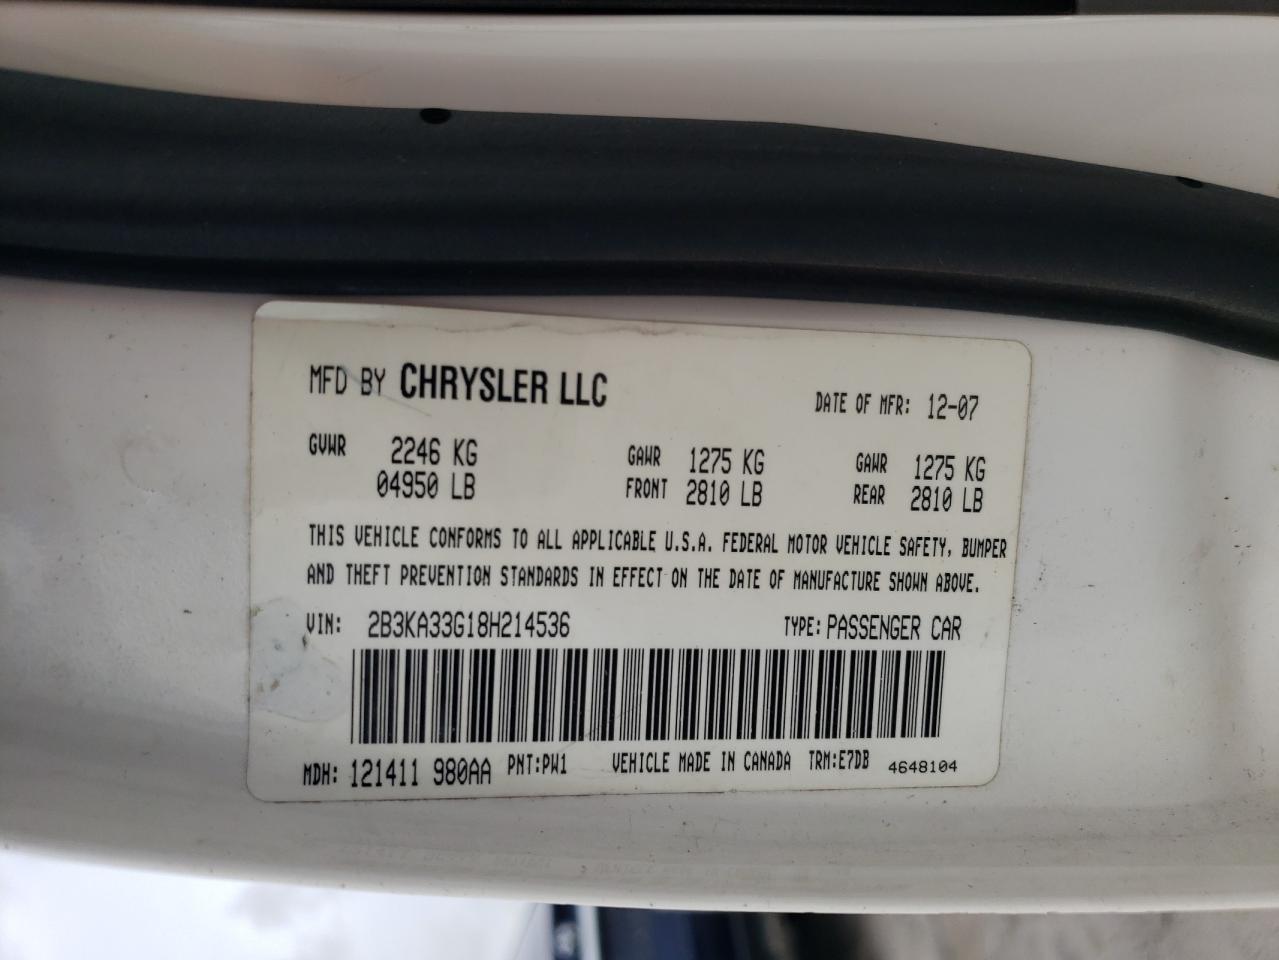 MFD BY CHRYSLER LLC DATE OF MFR: 12-07
GVWR 2246 KG GAWR 1275 KG GAWR 1275 KG
04950 LB FRONT 2810 LB REAR 2810 LB
THIS VEHICLE CONFORMS TO ALL APPLICABLE U.S.A. FEDERAL MOTOR VEHICLE SAFETY, BUMPER
AND THEFT PREVENTION STANDARDS IN EFFECT ON THE DATE OF MANUFACTURE SHOWN ABOVE.
VIN: 2B3KA33G18H214536 TYPE: PASSENGER CAR
MDH: 121411 980AA PNT:PW1 VEHICLE MADE IN CANADA TRM:E7DB 4648104